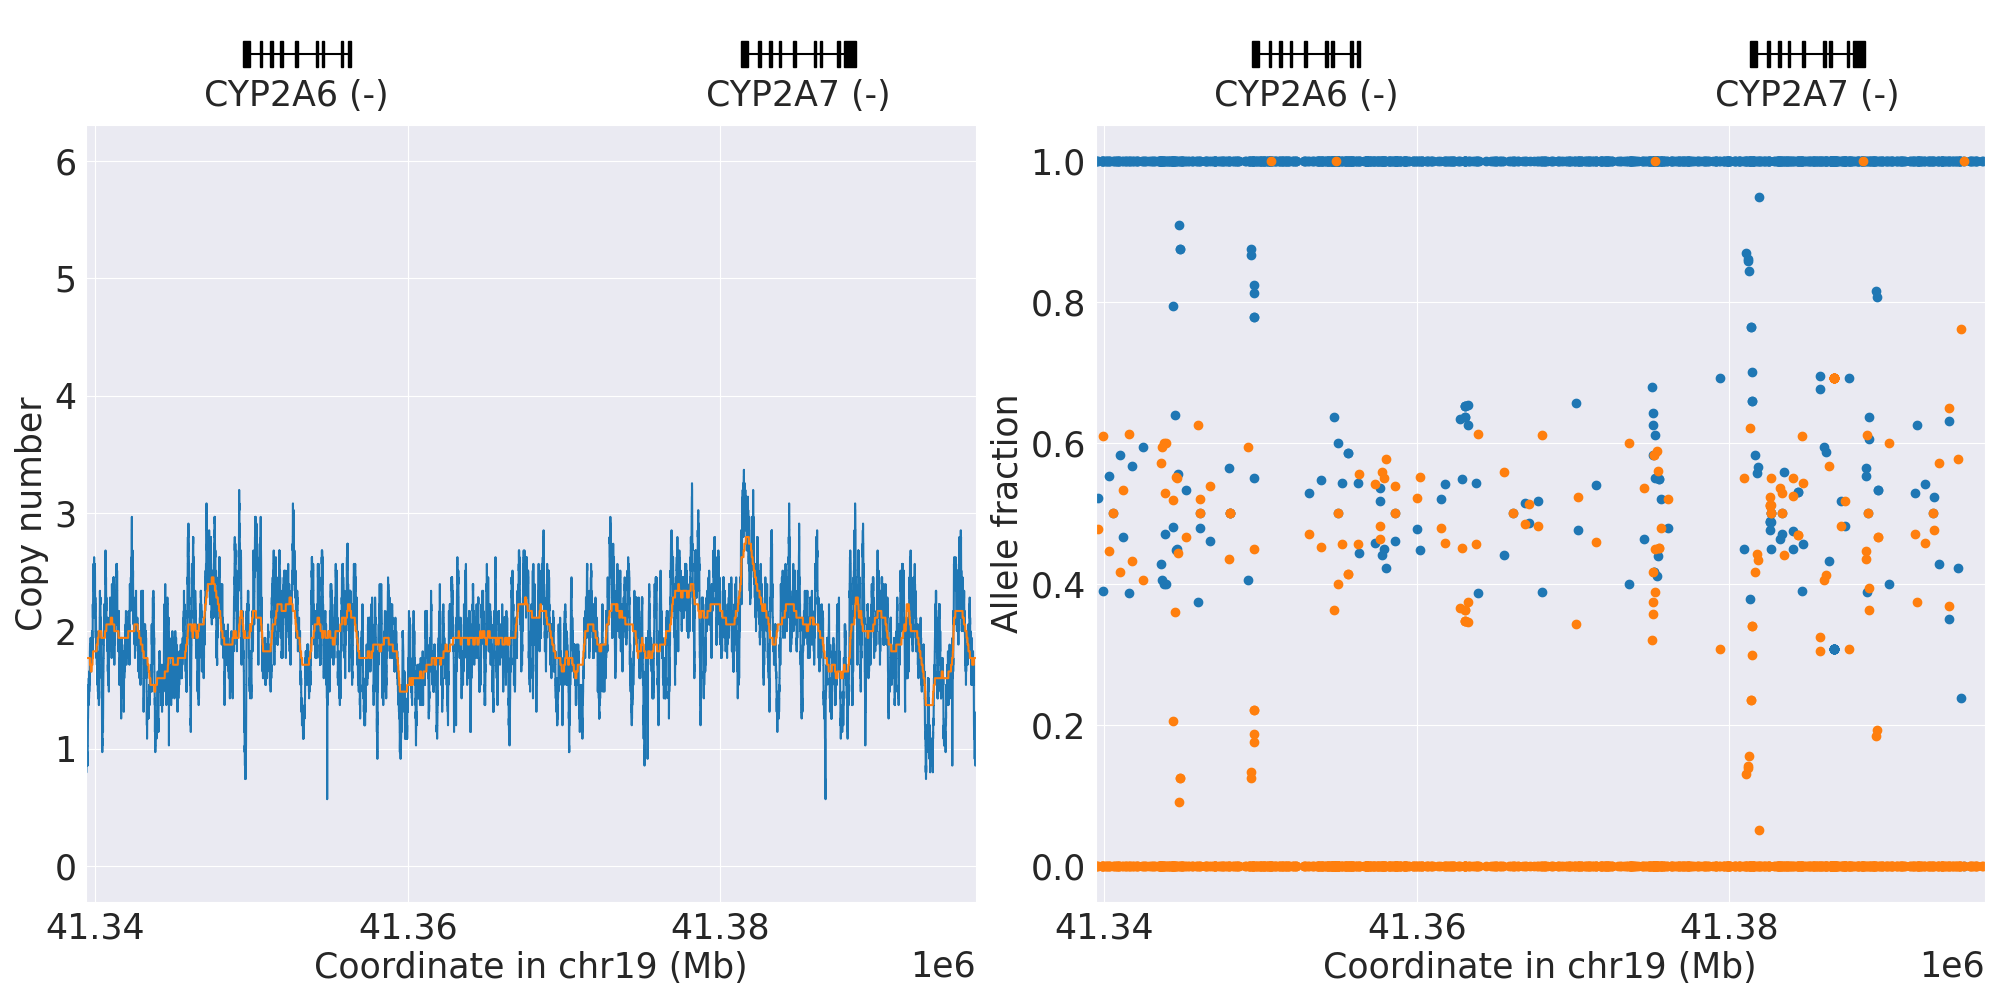 CYP2A6 (-)
CYP2A7 (-)
CYP2A6 (-)
CYP2A7 (-)
6
5
4
3
2
1
0
Copy number
41.34
41.36
41.38
Coordinate in chr19 (Mb)
1e6
1.0
0.8
0.6
0.4
0.2
0.0
Allele fraction
41.34
41.36
41.38
Coordinate in chr19 (Mb)
1e6